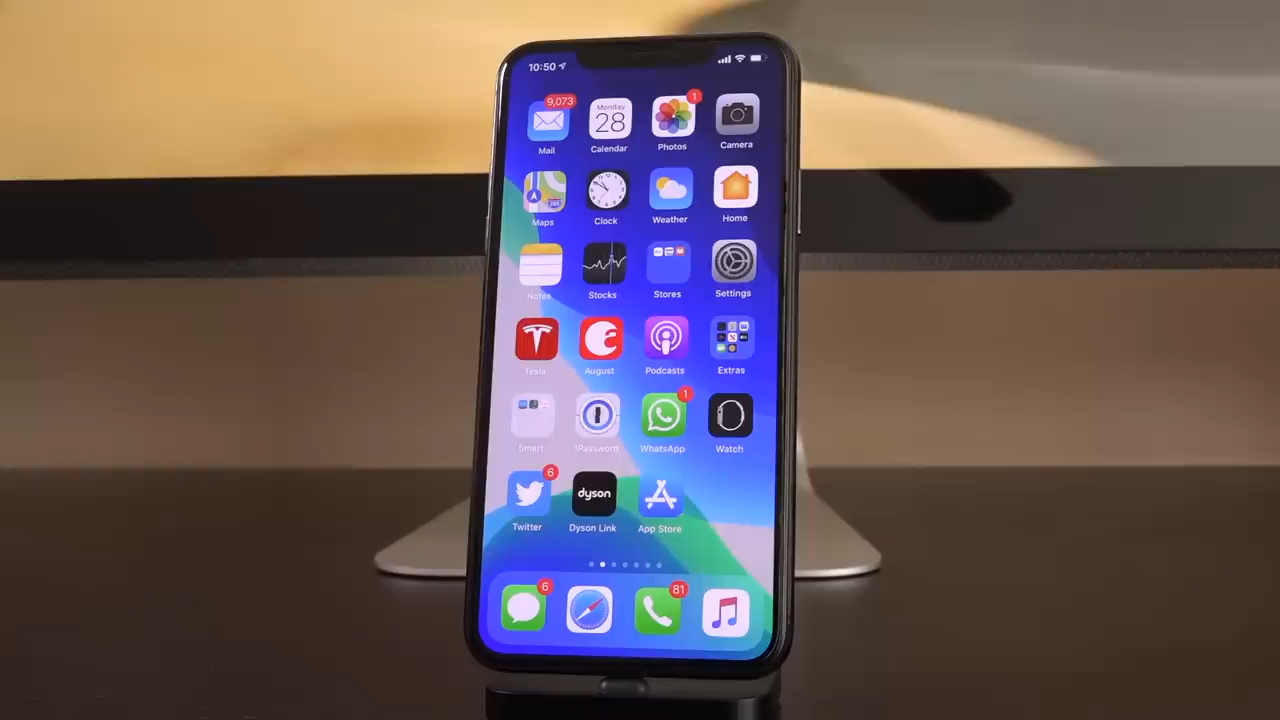 10:50
9,073
1
Monday
28
Mail
Calendar
Photos
Camera
280
Maps
Clock
Weather
Home
Notes
Stocks
Stores
Settings
Tesla
August
Podcasts
Extras
1
Smart
1Password
WhatsApp
Watch
6
dyson
Twitter
Dyson Link
App Store
6
81